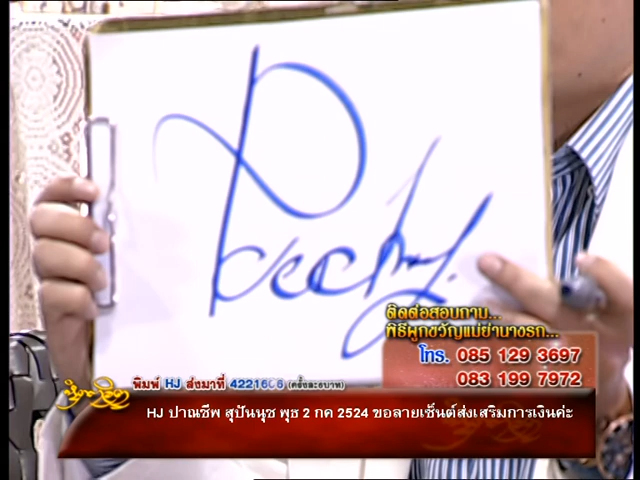 ติดต่อสอบถาม...
พิธีผูกขวัญแม่ย่านางรถ...
โทร. 085 129 3697
083 199 7972
พิมพ์ HJ ส่งมาที่ (ครั้งละ6บาท)
HJ ปาณชีพ สุปันนุช พุธ 2 กค 2524 ขอลายเซ็นต์ส่งเสริมการเงินค่ะ